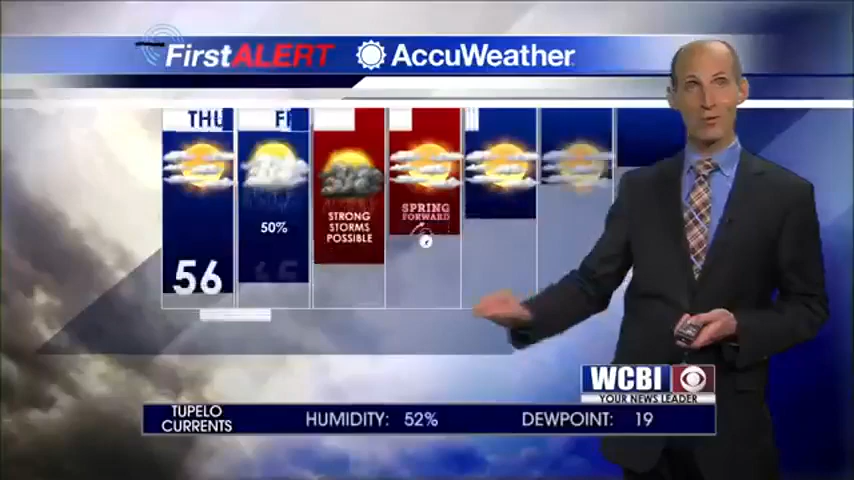 FirstALERT AccuWeather
THU
50%
STRONG
STORMS
POSSIBLE
SPRING
FORWARD
56
WCBI
YOUR NEWS LEADER
TUPELO
CURRENTS
HUMIDITY: 52%
DEWPOINT: 19